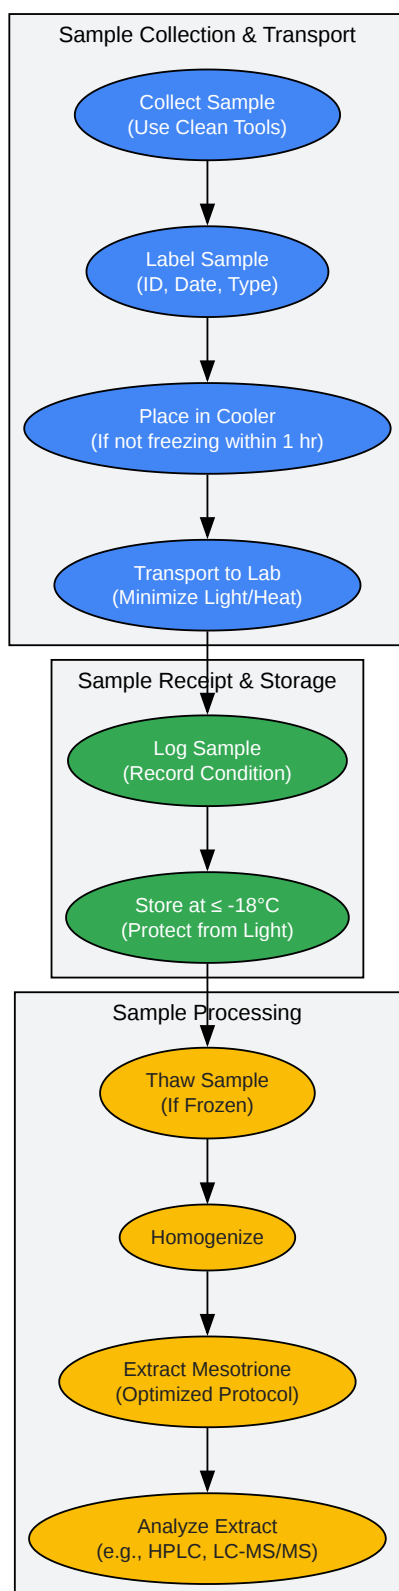 Sample Collection & Transport
Collect Sample
(Use Clean Tools)
Label Sample
(ID, Date, Type)
Place in Cooler
(If not freezing within 1 hr)
Transport to Lab
(Minimize Light/Heat)
Sample Receipt & Storage
Log Sample
(Record Condition)
Store at ≤ -18°C
(Protect from Light)
Sample Processing
Thaw Sample
(If Frozen)
Homogenize
Extract Mesotrione
(Optimized Protocol)
Analyze Extract
(e.g., HPLC, LC-MS/MS)